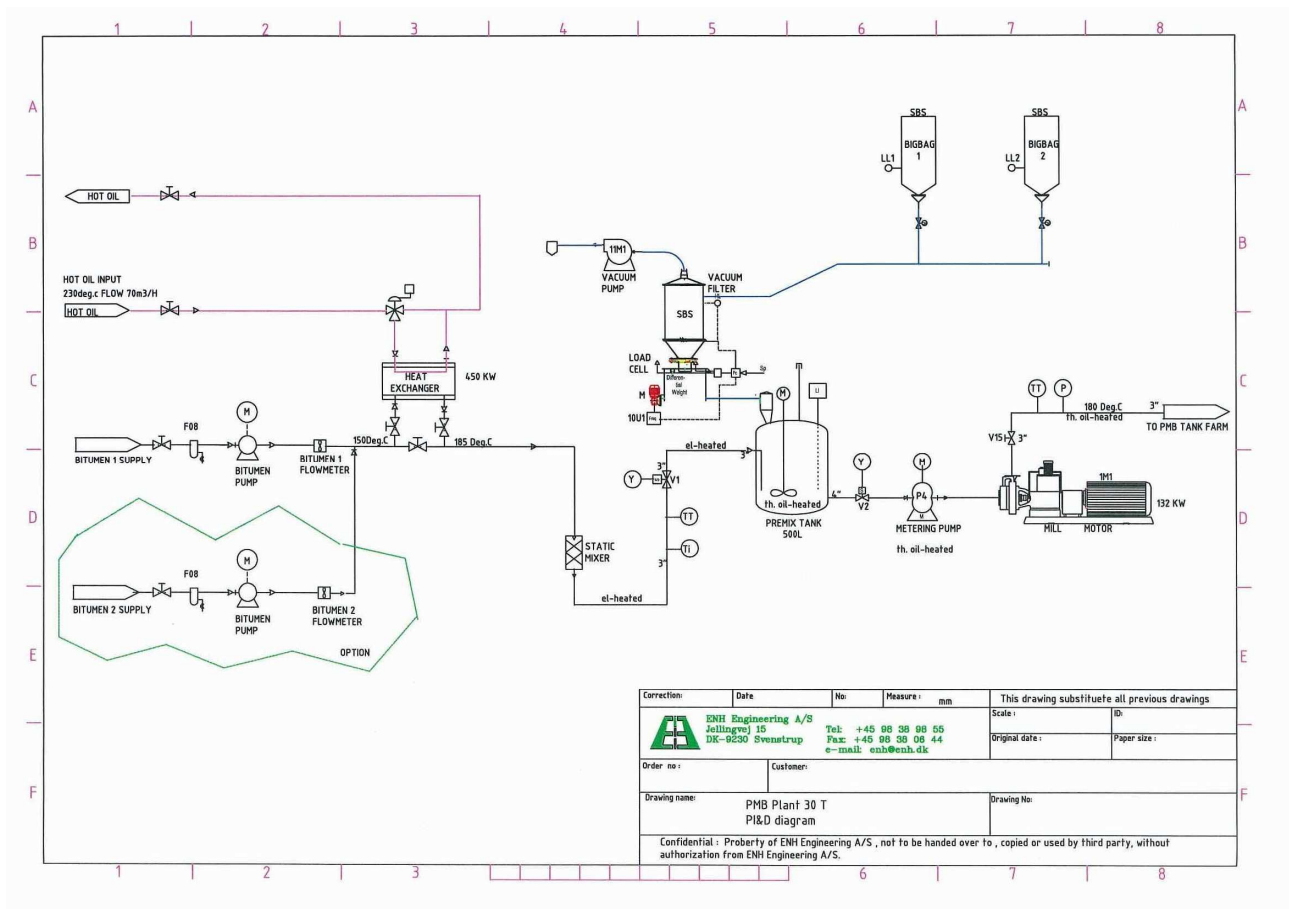 1 2 3 4 5 6 7 8
A A
SBS SBS
BIGBAG 1
BIGBAG 2
LL1 LL2
HOT OIL
B B
11M1
VACUUM
PUMP
VACUUM
FILTER
HOT OIL INPUT
230deg.c FLOW 70m3/H
HOT OIL
SBS
LOAD
CELL
Differen-
tial
Weight
Sp
C C
HEAT
EXCHANGER
450 KW
M
10U1
Freq
M
LI
TT P
180 Deg.C 3"
th. oil-heated
TO PMB TANK FARM
M
F08
150Deg.C
185 Deg.C
BITUMEN 1 SUPPLY
BITUMEN
PUMP
BITUMEN 1
FLOWMETER
el-heated
3"
V15 3"
3"
Y V1
Y
M
1M1
th. oil-heated
4"
V2
P4
M
132 KW
D D
PREMIX TANK
500L
METERING PUMP
MILL MOTOR
th. oil-heated
TT
STATIC
MIXER
Ti
3"
M
F08
el-heated
BITUMEN 2 SUPPLY
BITUMEN
PUMP
BITUMEN 2
FLOWMETER
OPTION
E E
Correction: Date No: Measure : mm This drawing substituete all previous drawings
ENH Engineering A/S
Jellingvej 15
DK-9230 Svenstrup
Tel: +45 98 38 98 55
Fax: +45 98 38 06 44
e-mail: enh@enh.dk
Scale : ID:
Original date : Paper size :
Order no : Customer:
F F
Drawing name:
PMB Plant 30 T
PI&D diagram
Drawing No:
Confidential : Proberty of ENH Engineering A/S , not to be handed over to , copied or used by third party, without
authorization from ENH Engineering A/S.
1 2 3 6 7 8